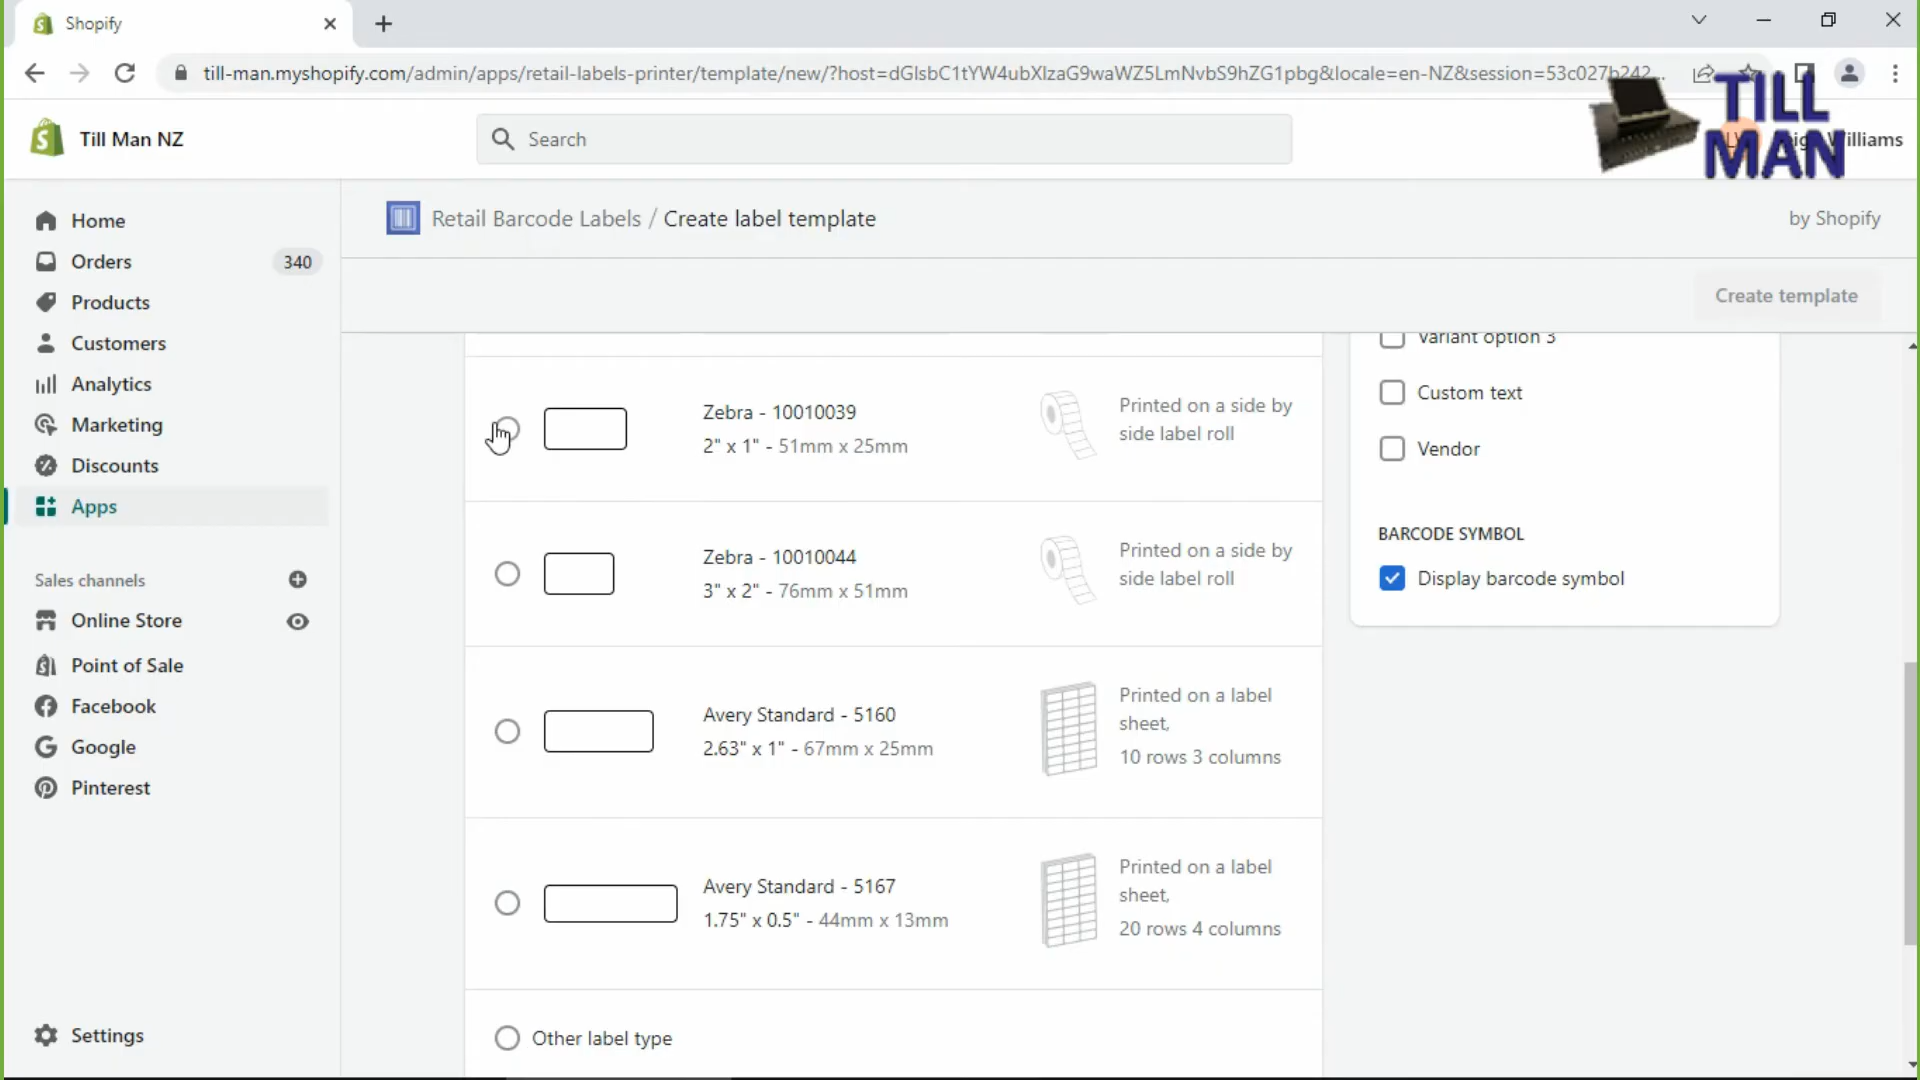 Shopify
till-man.myshopify.com/admin/apps/retail-labels-printer/template/new/?host=dGlsbC1tYW4ubXlzaG9waWZ5LmNvbS9hZG1pbg&locale=en-NZ&session=53c027b242...
TILL MAN
Till Man NZ
Search
Williams
Home
Orders
340
Products
Customers
Analytics
Marketing
Discounts
Apps
Sales channels
Online Store
Point of Sale
Facebook
Google
Pinterest
Settings
Retail Barcode Labels / Create label template
by Shopify
Create template
Zebra - 10010039
2" x 1" - 51mm x 25mm
Printed on a side by
side label roll
Zebra - 10010044
3" x 2" - 76mm x 51mm
Printed on a side by
side label roll
Avery Standard - 5160
2.63" x 1" - 67mm x 25mm
Printed on a label
sheet,
10 rows 3 columns
Avery Standard - 5167
1.75" x 0.5" - 44mm x 13mm
Printed on a label
sheet,
20 rows 4 columns
Other label type
Variant option 3
Custom text
Vendor
BARCODE SYMBOL
Display barcode symbol